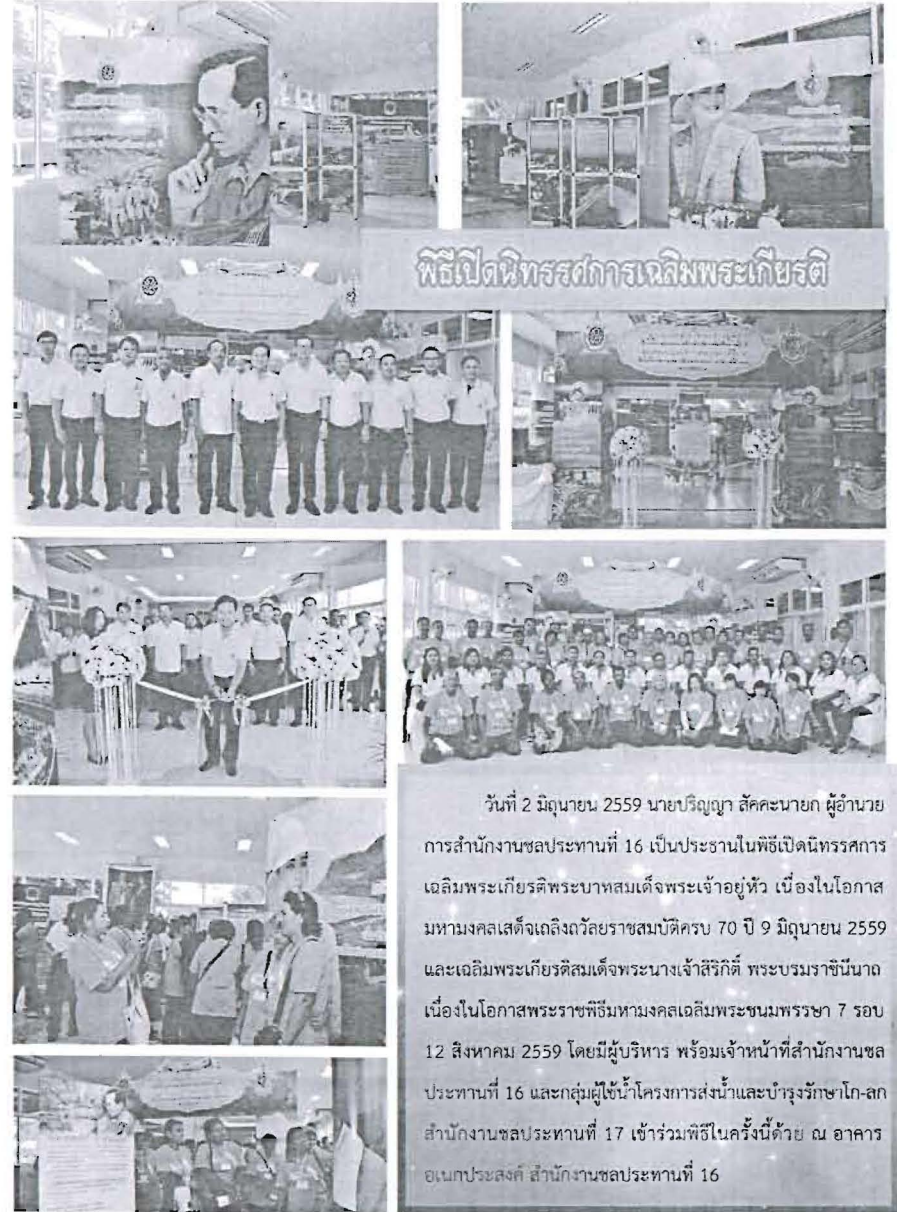 พิธีเปิดนิทรรศการเฉลิมพระเกียรติ
วันที่ 2 มิถุนายน 2559 นายปริญญา สัคคะนายก ผู้อำนวย
การสำนักงานชลประทานที่ 16 เป็นประธานในพิธีเปิดนิทรรศการ
เฉลิมพระเกียรติพระบาทสมเด็จพระเจ้าอยู่หัว เนื่องในโอกาส
มหามงคลเสด็จเถลิงถวัลยราชสมบัติครบ 70 ปี 9 มิถุนายน 2559
และเฉลิมพระเกียรติสมเด็จพระนางเจ้าสิริกิติ์ พระบรมราชินีนาถ
เนื่องในโอกาสพระราชพิธีมหามงคลเฉลิมพระชนมพรรษา 7 รอบ
12 สิงหาคม 2559 โดยมีผู้บริหาร พร้อมเจ้าหน้าที่สำนักงานชล
ประทานที่ 16 และกลุ่มผู้ใช้น้ำโครงการส่งน้ำและบำรุงรักษาโก-ลก
สำนักงานชลประทานที่ 17 เข้าร่วมพิธีในครั้งนี้ด้วย ณ อาคาร
อเนกประสงค์ สำนักงานชลประทานที่ 16